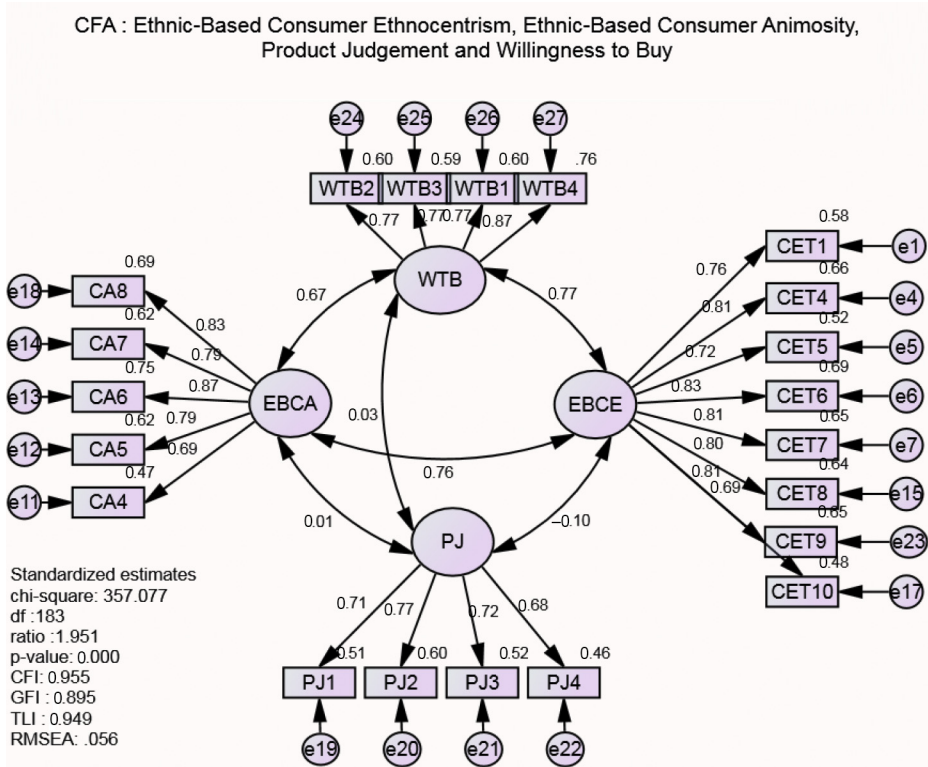 CFA : Ethnic-Based Consumer Ethnocentrism, Ethnic-Based Consumer Animosity,
Product Judgement and Willingness to Buy
e24 e25 e26 e27
0.60 0.59 0.60 .76
WTB2 WTB3 WTB1 WTB4
0.77 0.77 0.77 0.87
WTB
0.67
0.77
e18 CA8 0.69
e14 CA7 0.62
e13 CA6 0.75
e12 CA5 0.62
e11 CA4 0.47
0.83
0.79
0.87
0.79
0.69
EBCA
0.03
0.76
0.01
EBCE
-0.10
0.76
0.81
0.72
0.83
0.81
0.80
0.81
0.69
0.58 CET1 e1
0.66 CET4 e4
0.52 CET5 e5
0.69 CET6 e6
0.65 CET7 e7
0.64 CET8 e15
0.65 CET9 e23
0.48 CET10 e17
PJ
0.71 0.77 0.72 0.68
0.51 0.60 0.52 0.46
PJ1 PJ2 PJ3 PJ4
e19 e20 e21 e22
Standardized estimates
chi-square: 357.077
df :183
ratio :1.951
p-value: 0.000
CFI: 0.955
GFI : 0.895
TLI : 0.949
RMSEA: .056